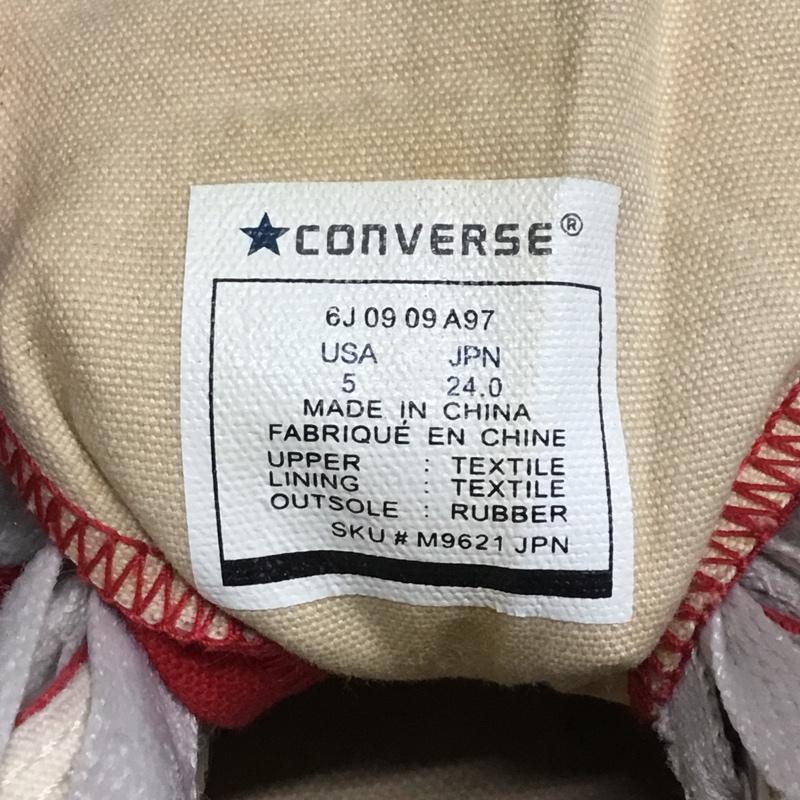 ★CONVERSE®
6J 09 09 A97
USA JPN
5 24.0
MADE IN CHINA
FABRIQUÉ EN CHINE
UPPER : TEXTILE
LINING : TEXTILE
OUTSOLE : RUBBER
SKU # M9621 JPN